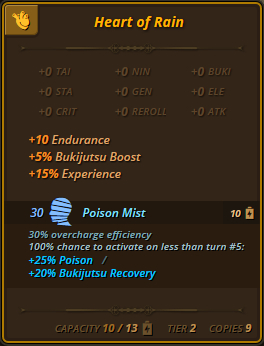 Heart of Rain
+0 TAI +0 NIN +0 BUKI
+0 STA +0 GEN +0 ELE
+0 CRIT +0 REROLL +0 ATK
+10 Endurance
+5% Bukijutsu Boost
+15% Experience
30 Poison Mist 10
30% overcharge efficiency
100% chance to activate on less than turn #5:
+25% Poison /
+20% Bukijutsu Recovery
CAPACITY 10 / 13 TIER 2 COPIES 9